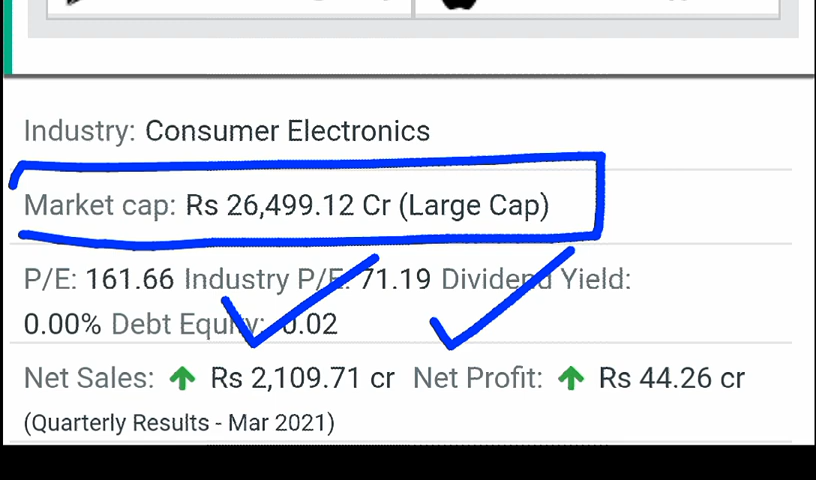 Industry: Consumer Electronics
Market cap: Rs 26,499.12 Cr (Large Cap)
P/E: 161.66 Industry P/E: 71.19 Dividend Yield:
0.00% Debt Equity: 0.02
Net Sales: Rs 2,109.71 cr Net Profit: Rs 44.26 cr
(Quarterly Results - Mar 2021)